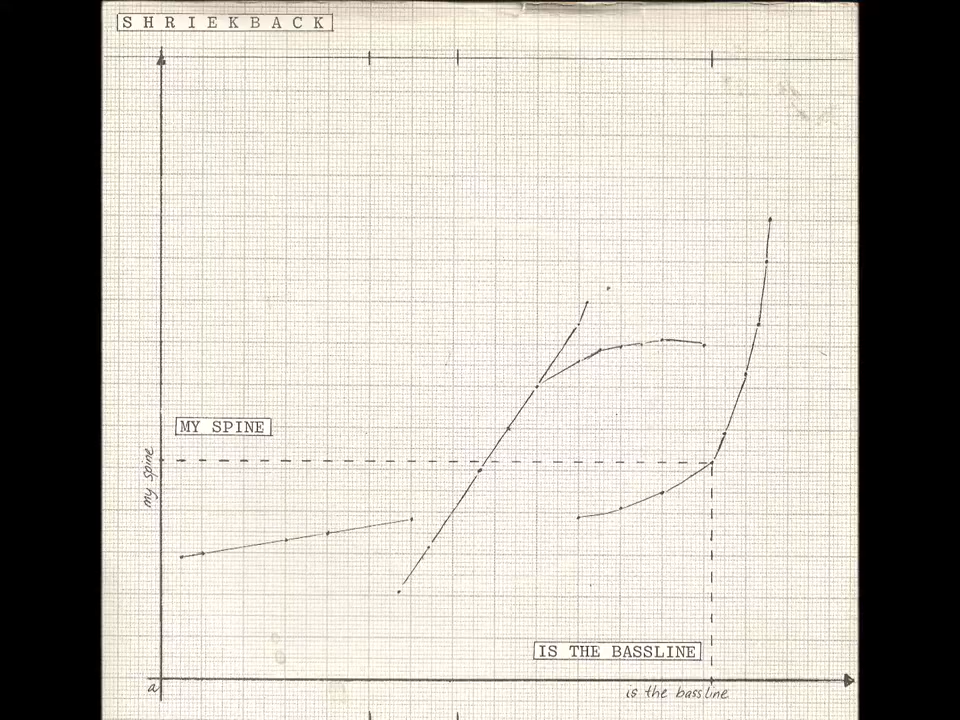 SHRIEKBACK
MY SPINE
my spine
IS THE BASSLINE
is the bassline
a